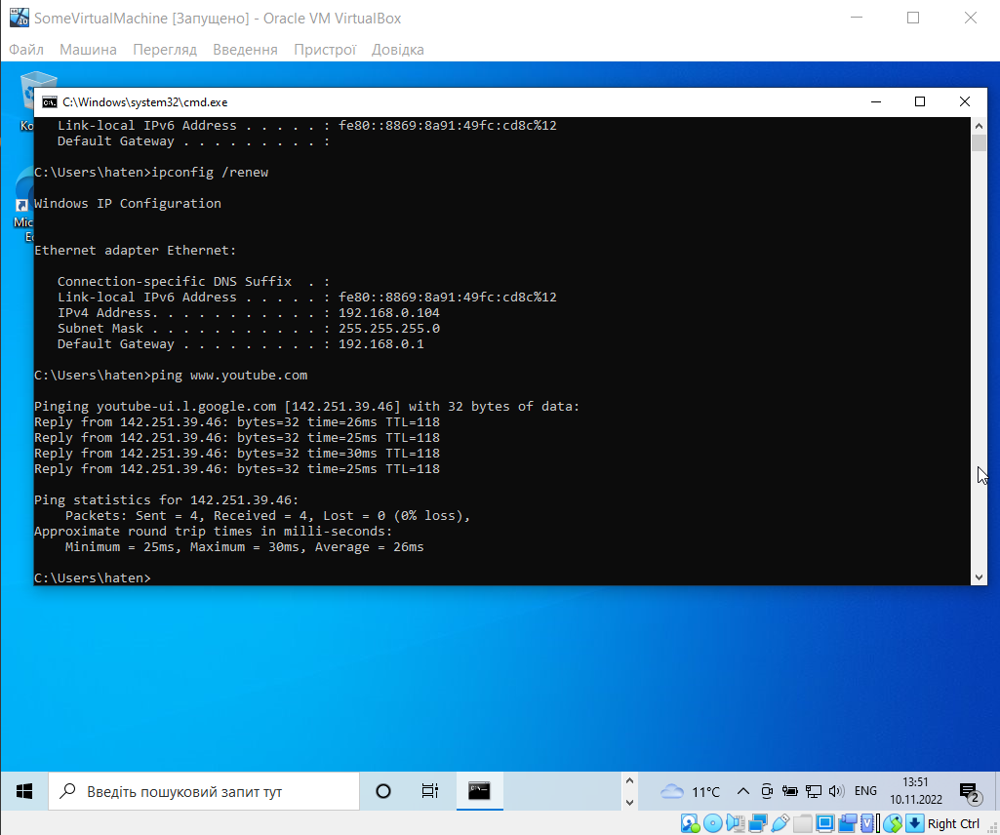 SomeVirtualMachine [Запущено] - Oracle VM VirtualBox
Файл Машина Перегляд Введення Пристрої Довідка
C:\Windows\system32\cmd.exe
Link-local IPv6 Address . . . . . : fe80::8869:8a91:49fc:cd8c%12
Default Gateway . . . . . . . . . :
C:\Users\haten>ipconfig /renew
Windows IP Configuration
Ethernet adapter Ethernet:
Connection-specific DNS Suffix  . :
Link-local IPv6 Address . . . . . : fe80::8869:8a91:49fc:cd8c%12
IPv4 Address. . . . . . . . . . . : 192.168.0.104
Subnet Mask . . . . . . . . . . . : 255.255.255.0
Default Gateway . . . . . . . . . : 192.168.0.1
C:\Users\haten>ping www.youtube.com
Pinging youtube-ui.l.google.com [142.251.39.46] with 32 bytes of data:
Reply from 142.251.39.46: bytes=32 time=26ms TTL=118
Reply from 142.251.39.46: bytes=32 time=25ms TTL=118
Reply from 142.251.39.46: bytes=32 time=30ms TTL=118
Reply from 142.251.39.46: bytes=32 time=25ms TTL=118
Ping statistics for 142.251.39.46:
Packets: Sent = 4, Received = 4, Lost = 0 (0% loss),
Approximate round trip times in milli-seconds:
Minimum = 25ms, Maximum = 30ms, Average = 26ms
C:\Users\haten>
Введіть пошуковий запит тут
11°C
ENG
13:51
10.11.2022
2
Right Ctrl